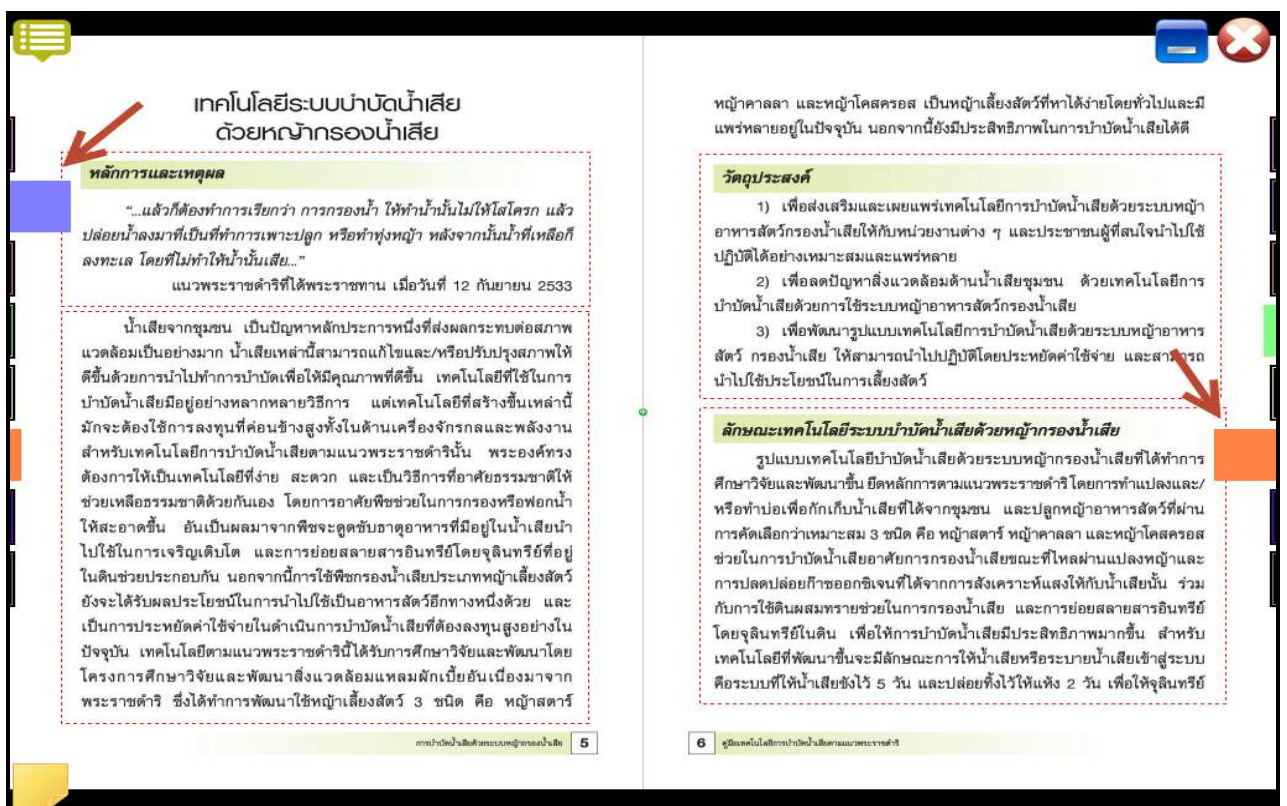 เทคโนโลยีระบบบำบัดน้ำเสีย
ด้วยหญ้ากรองน้ำเสีย
หลักการและเหตุผล
“...แล้วก็ต้องทำการเรียกว่า การกรองน้ำ ให้ทำน้ำนั้นไม่ให้โสโครก แล้ว
ปล่อยน้ำลงมาที่เป็นที่ทำการเพาะปลูก หรือทำทุ่งหญ้า หลังจากนั้นน้ำที่เหลือก็
ลงทะเล โดยที่ไม่ทำให้น้ำนั้นเสีย...”
แนวพระราชดำริที่ได้พระราชทาน เมื่อวันที่ 12 กันยายน 2533
น้ำเสียจากชุมชน เป็นปัญหาหลักประการหนึ่งที่ส่งผลกระทบต่อสภาพ
แวดล้อมเป็นอย่างมาก น้ำเสียเหล่านี้สามารถแก้ไขและ/หรือปรับปรุงสภาพให้
ดีขึ้นด้วยการนำไปทำการบำบัดเพื่อให้มีคุณภาพที่ดีขึ้น เทคโนโลยีที่ใช้ในการ
บำบัดน้ำเสียมีอยู่อย่างหลากหลายวิธีการ แต่เทคโนโลยีที่สร้างขึ้นเหล่านี้
มักจะต้องใช้การลงทุนที่ค่อนข้างสูงทั้งในด้านเครื่องจักรกลและพลังงาน
สำหรับเทคโนโลยีการบำบัดน้ำเสียตามแนวพระราชดำรินั้น พระองค์ทรง
ต้องการให้เป็นเทคโนโลยีที่ง่าย สะดวก และเป็นวิธีการที่อาศัยธรรมชาติให้
ช่วยเหลือธรรมชาติด้วยกันเอง โดยการอาศัยพืชช่วยในการกรองหรือฟอกน้ำ
ให้สะอาดขึ้น อันเป็นผลมาจากพืชจะดูดซับธาตุอาหารที่มีอยู่ในน้ำเสียนำ
ไปใช้ในการเจริญเติบโต และการย่อยสลายสารอินทรีย์โดยจุลินทรีย์ที่อยู่
ในดินช่วยประกอบกัน นอกจากนี้การใช้พืชกรองน้ำเสียประเภทหญ้าเลี้ยงสัตว์
ยังจะได้รับผลประโยชน์ในการนำไปใช้เป็นอาหารสัตว์อีกทางหนึ่งด้วย และ
เป็นการประหยัดค่าใช้จ่ายในดำเนินการบำบัดน้ำเสียที่ต้องลงทุนสูงอย่างใน
ปัจจุบัน เทคโนโลยีตามแนวพระราชดำรินี้ได้รับการศึกษาวิจัยและพัฒนาโดย
โครงการศึกษาวิจัยและพัฒนาสิ่งแวดล้อมแหลมผักเบี้ยอันเนื่องมาจาก
พระราชดำริ ซึ่งได้ทำการพัฒนาใช้หญ้าเลี้ยงสัตว์ 3 ชนิด คือ หญ้าสตาร์
การบำบัดน้ำเสียด้วยระบบหญ้ากรองน้ำเสีย 5
หญ้าคาลลา และหญ้าโคสครอส เป็นหญ้าเลี้ยงสัตว์ที่หาได้ง่ายโดยทั่วไปและมี
แพร่หลายอยู่ในปัจจุบัน นอกจากนี้ยังมีประสิทธิภาพในการบำบัดน้ำเสียได้ดี
วัตถุประสงค์
1) เพื่อส่งเสริมและเผยแพร่เทคโนโลยีการบำบัดน้ำเสียด้วยระบบหญ้า
อาหารสัตว์กรองน้ำเสียให้กับหน่วยงานต่าง ๆ และประชาชนผู้ที่สนใจนำไปใช้
ปฏิบัติได้อย่างเหมาะสมและแพร่หลาย
2) เพื่อลดปัญหาสิ่งแวดล้อมด้านน้ำเสียชุมชน ด้วยเทคโนโลยีการ
บำบัดน้ำเสียด้วยการใช้ระบบหญ้าอาหารสัตว์กรองน้ำเสีย
3) เพื่อพัฒนารูปแบบเทคโนโลยีการบำบัดน้ำเสียด้วยระบบหญ้าอาหาร
สัตว์ กรองน้ำเสีย ให้สามารถนำไปปฏิบัติโดยประหยัดค่าใช้จ่าย และสามารถ
นำไปใช้ประโยชน์ในการเลี้ยงสัตว์
ลักษณะเทคโนโลยีระบบบำบัดน้ำเสียด้วยหญ้ากรองน้ำเสีย
รูปแบบเทคโนโลยีบำบัดน้ำเสียด้วยระบบหญ้ากรองน้ำเสียที่ได้ทำการ
ศึกษาวิจัยและพัฒนาขึ้น ยึดหลักการตามแนวพระราชดำริ โดยการทำแปลงและ/
หรือทำบ่อเพื่อกักเก็บน้ำเสียที่ได้จากชุมชน และปลูกหญ้าอาหารสัตว์ที่ผ่าน
การคัดเลือกว่าเหมาะสม 3 ชนิด คือ หญ้าสตาร์ หญ้าคาลลา และหญ้าโคสครอส
ช่วยในการบำบัดน้ำเสียอาศัยการกรองน้ำเสียขณะที่ไหลผ่านแปลงหญ้าและ
การปลดปล่อยก๊าซออกซิเจนที่ได้จากการสังเคราะห์แสงให้กับน้ำเสียนั้น ร่วม
กับการใช้ดินผสมทรายช่วยในการกรองน้ำเสีย และการย่อยสลายสารอินทรีย์
โดยจุลินทรีย์ในดิน เพื่อให้การบำบัดน้ำเสียมีประสิทธิภาพมากขึ้น สำหรับ
เทคโนโลยีที่พัฒนาขึ้นจะมีลักษณะการให้น้ำเสียหรือระบายน้ำเสียเข้าสู่ระบบ
คือระบบที่ให้น้ำเสียขังไว้ 5 วัน และปล่อยทิ้งไว้ให้แห้ง 2 วัน เพื่อให้จุลินทรีย์
6 คู่มือเทคโนโลยีการบำบัดน้ำเสียตามแนวพระราชดำริ